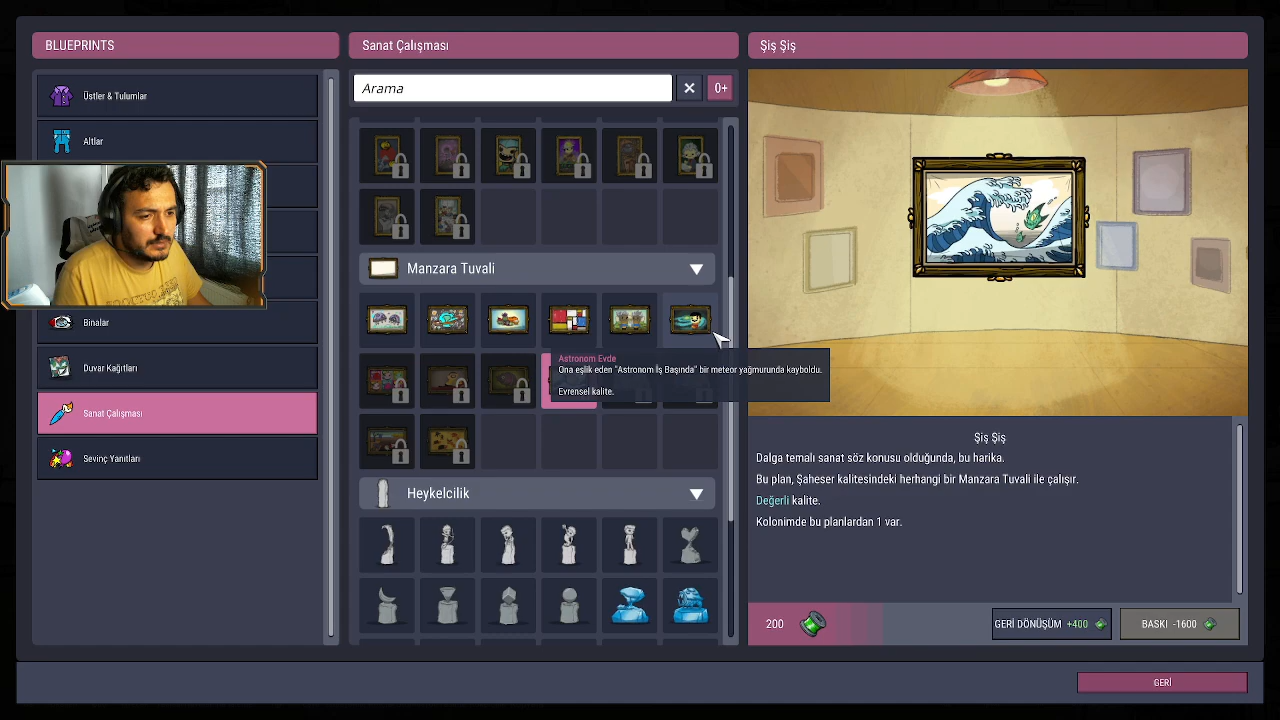 BLUEPRINTS
Üstler & Tulumlar
Altlar
Binalar
Duvar Kağıtları
Sanat Çalışması
Sevinç Yanıtları
Sanat Çalışması
Arama
0+
Manzara Tuvali
Astronom Evde
Ona eşlik eden "Astronom İş Başında" bir meteor yağmurunda kayboldu.
Evrensel kalite.
Heykelcilik
Şiş Şiş
Şiş Şiş
Dalga temalı sanat söz konusu olduğunda, bu harika.
Bu plan, Şaheser kalitesindeki herhangi bir Manzara Tuvali ile çalışır.
Değerli kalite.
Kolonimde bu planlardan 1 var.
200
GERİ DÖNÜŞÜM +400
BASKI -1600
GERİ